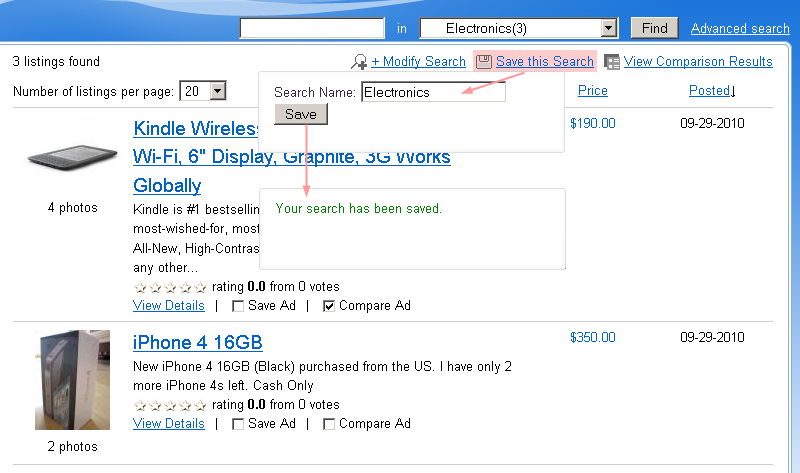 in Electronics(3) Find Advanced search
3 listings found + Modify Search Save this Search View Comparison Results
Number of listings per page: 20 Price Posted
Search Name: Electronics
Save
Kindle Wireless
Wi-Fi, 6" Display, Graphite, 3G Works
Globally
$190.00 09-29-2010
4 photos
Kindle is #1 bestsellin
most-wished-for, most
All-New, High-Contras
any other...
Your search has been saved.
rating 0.0 from 0 votes
View Details | Save Ad | Compare Ad
iPhone 4 16GB $350.00 09-29-2010
New iPhone 4 16GB (Black) purchased from the US. I have only 2
more iPhone 4s left. Cash Only
rating 0.0 from 0 votes
View Details | Save Ad | Compare Ad
2 photos